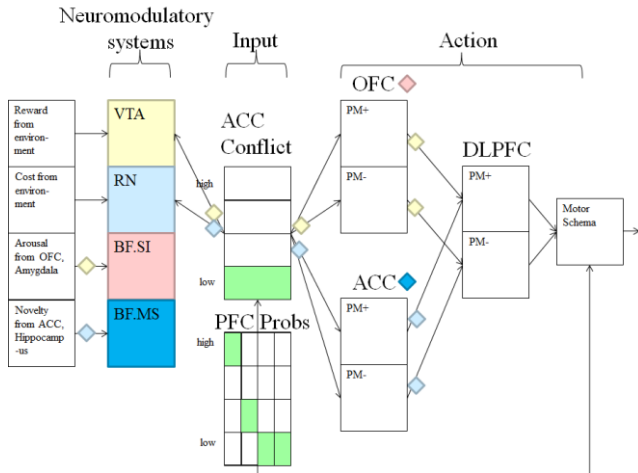 Neuromodulatory
systems
Input
Action
Reward
from
environ-
ment
Cost from
environ-
ment
Arousal
from OFC,
Amygdala
Novelty
from ACC,
Hippocamp
-us
VTA
RN
BF.SI
BF.MS
ACC
Conflict
high
low
PFC Probs
high
low
OFC
PM+
PM-
ACC
PM+
PM-
DLPFC
PM+
PM-
Motor
Schema